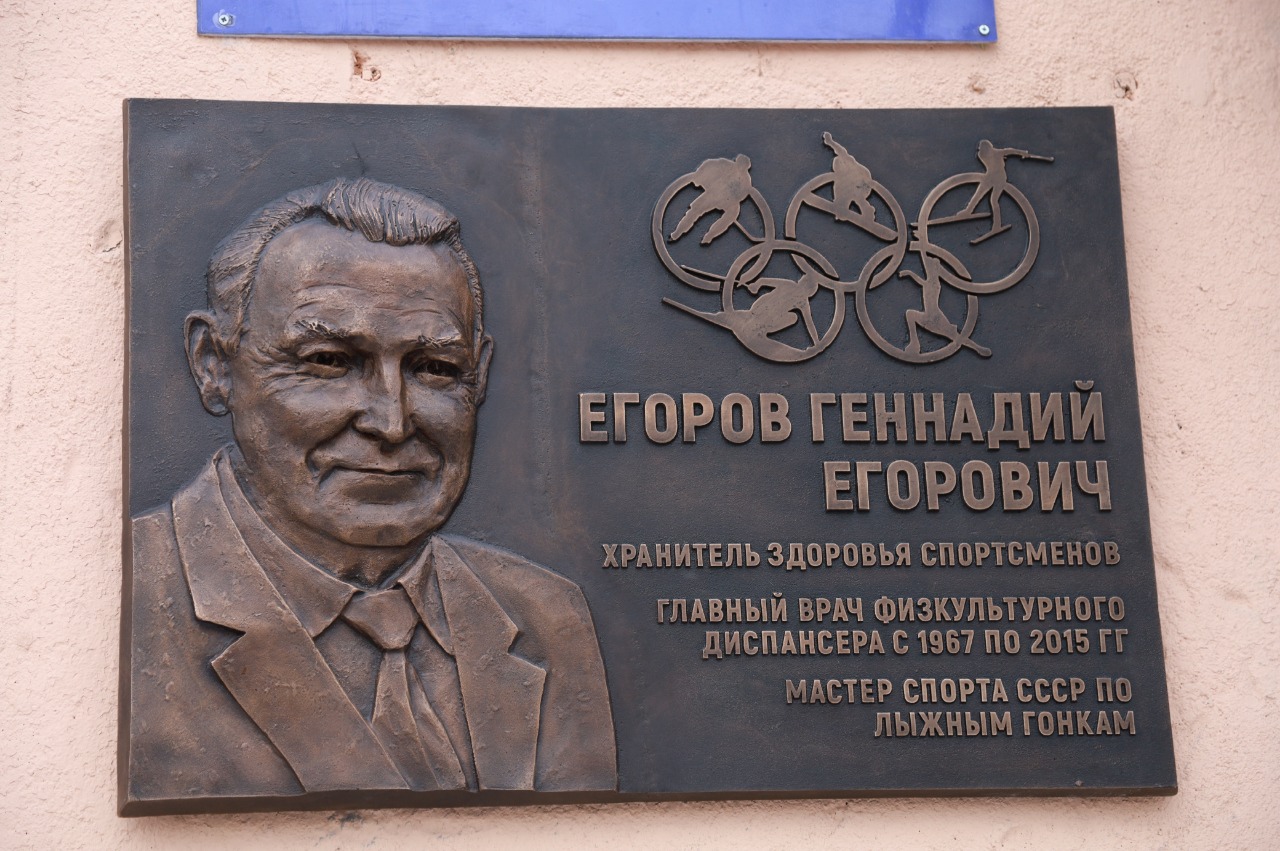 ЕГОРОВ ГЕННАДИЙ
ЕГОРОВИЧ
ХРАНИТЕЛЬ ЗДОРОВЬЯ СПОРТСМЕНОВ
ГЛАВНЫЙ ВРАЧ ФИЗКУЛЬТУРНОГО
ДИСПАНСЕРА С 1967 ПО 2015 ГГ
МАСТЕР СПОРТА СССР ПО
ЛЫЖНЫМ ГОНКАМ